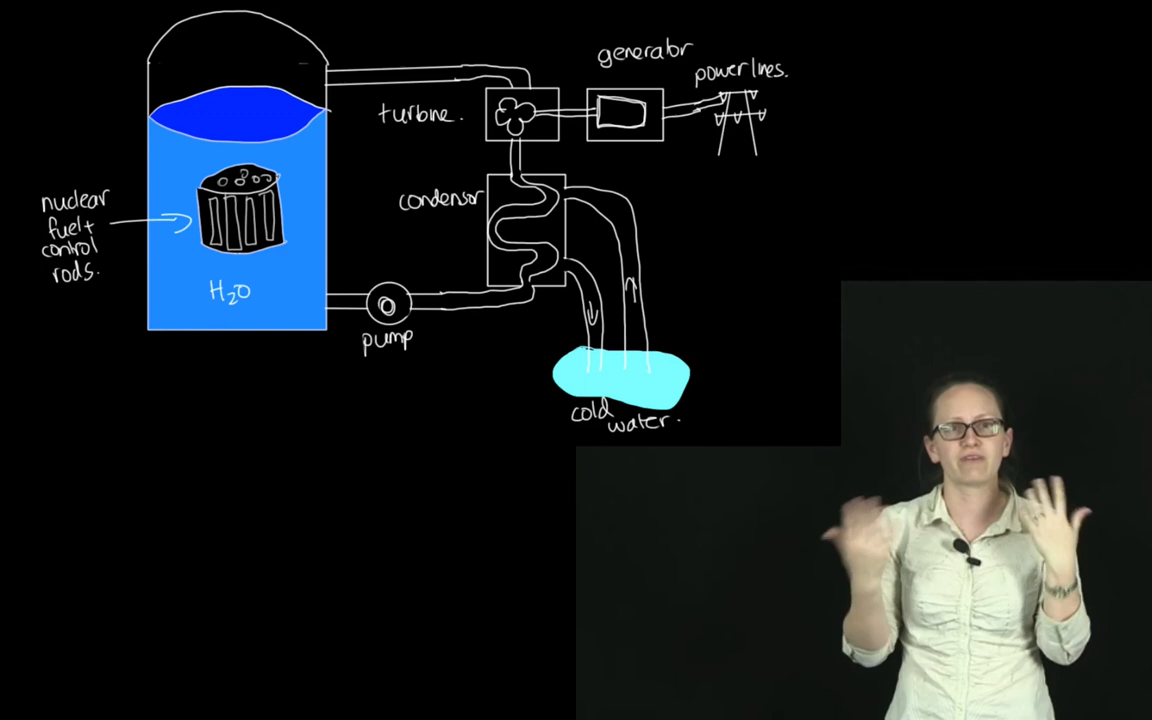 generator
powerlines.
turbine.
condensor
nuclear
fuel+
control
rods.
H₂O
pump
cold
water.